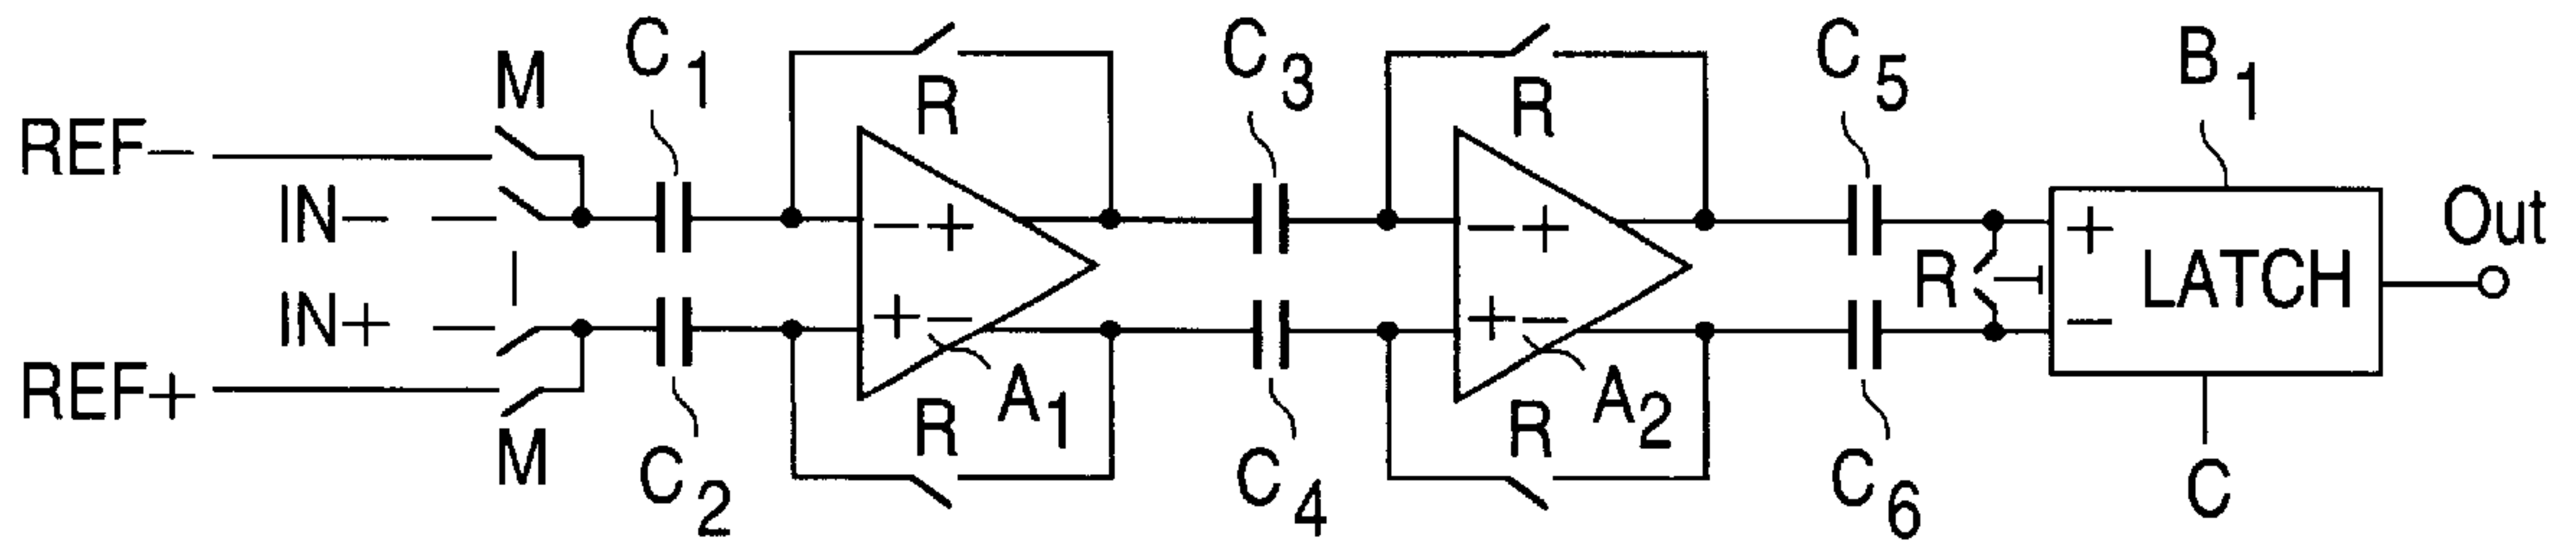 M
C1
R
C3
R
C5
B1
REF−
IN−
− +
− +
R
+
LATCH
−
Out
IN+
+ −
+ −
REF+
M
C2
R
A1
C4
R
A2
C6
C